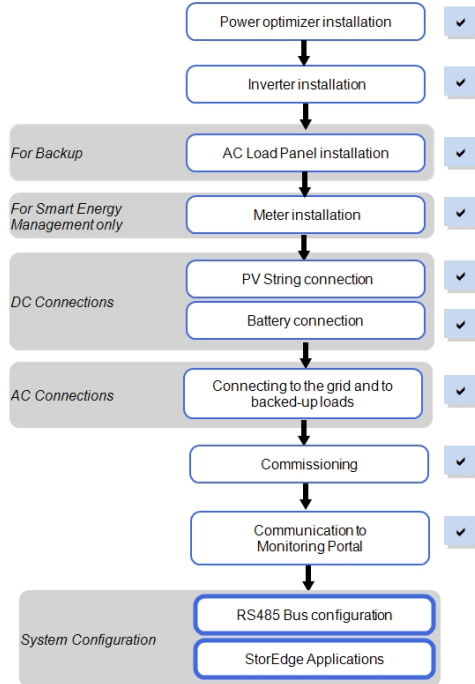 Power optimizer installation
Inverter installation
For Backup
AC Load Panel installation
For Smart Energy
Management only
Meter installation
DC Connections
PV String connection
Battery connection
AC Connections
Connecting to the grid and to
backed-up loads
Commissioning
Communication to
Monitoring Portal
System Configuration
RS485 Bus configuration
StorEdge Applications